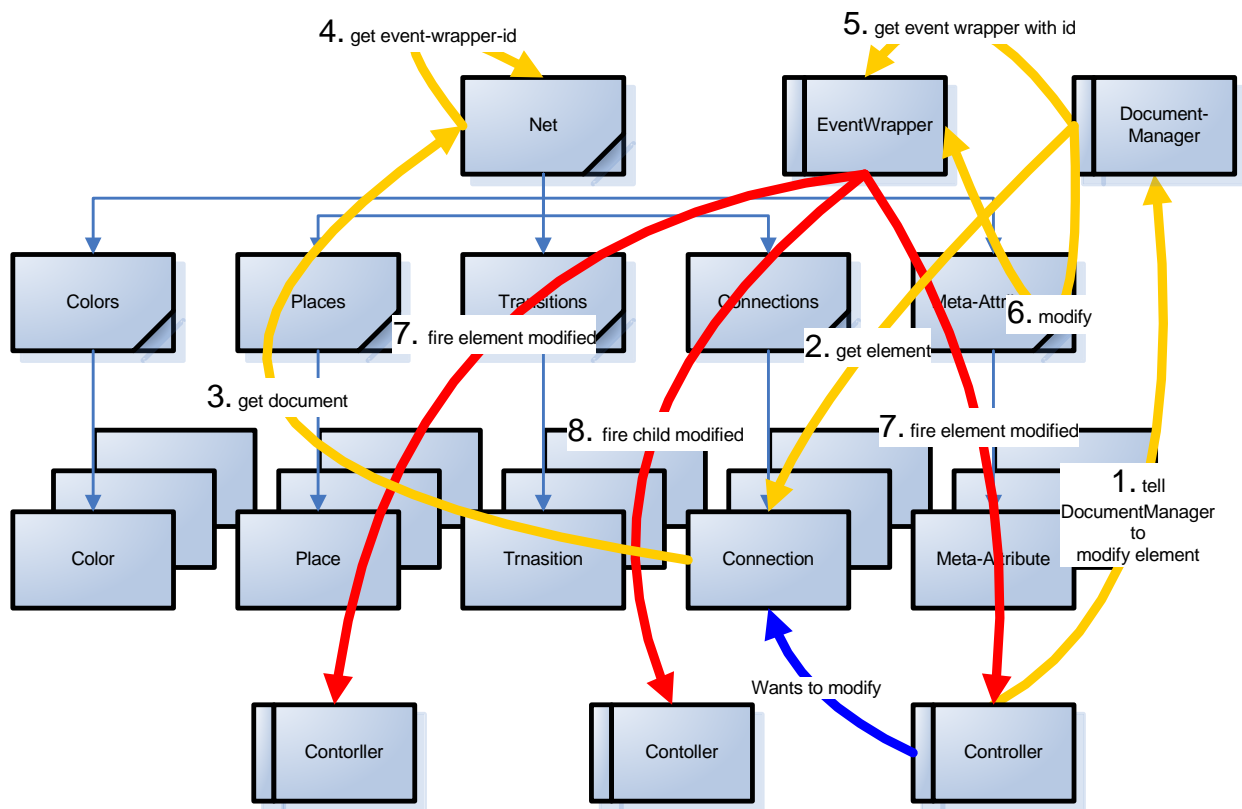 4. get event-wrapper-id
5. get event wrapper with id
Net
EventWrapper
Document-
Manager
Colors
Places
Transitions
Connections
Meta-Attrib
6. modify
7. fire element modified
2. get element
3. get document
8. fire child modified
7. fire element modified
1. tell
DocumentManager
to
modify element
Color
Place
Trnasition
Connection
Meta-Attribute
Wants to modify
Contorller
Contoller
Controller